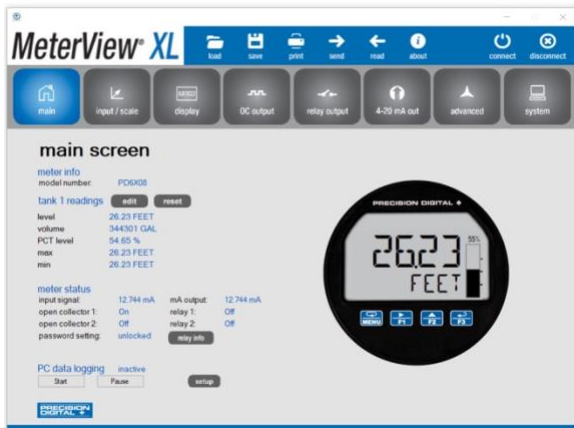 MeterView® XL
load save print send read about connect disconnect
main input / scale display OC output relay output 4-20 mA out advanced system
main screen
meter info
model number: PD6X08
tank 1 readings edit reset
level 26.23 FEET
volume 344301 GAL
PCT level 54.65 %
max 26.23 FEET
min 26.23 FEET
meter status
input signal: 12.744 mA mA output: 12.744 mA
open collector 1: On relay 1: Off
open collector 2: Off relay 2: Off
password setting: unlocked relay info
PC data logging inactive
Start Pause setup
PRECISION DIGITAL
PRECISION DIGITAL
26.23 55%
FEET
MENU F1 F2 F3